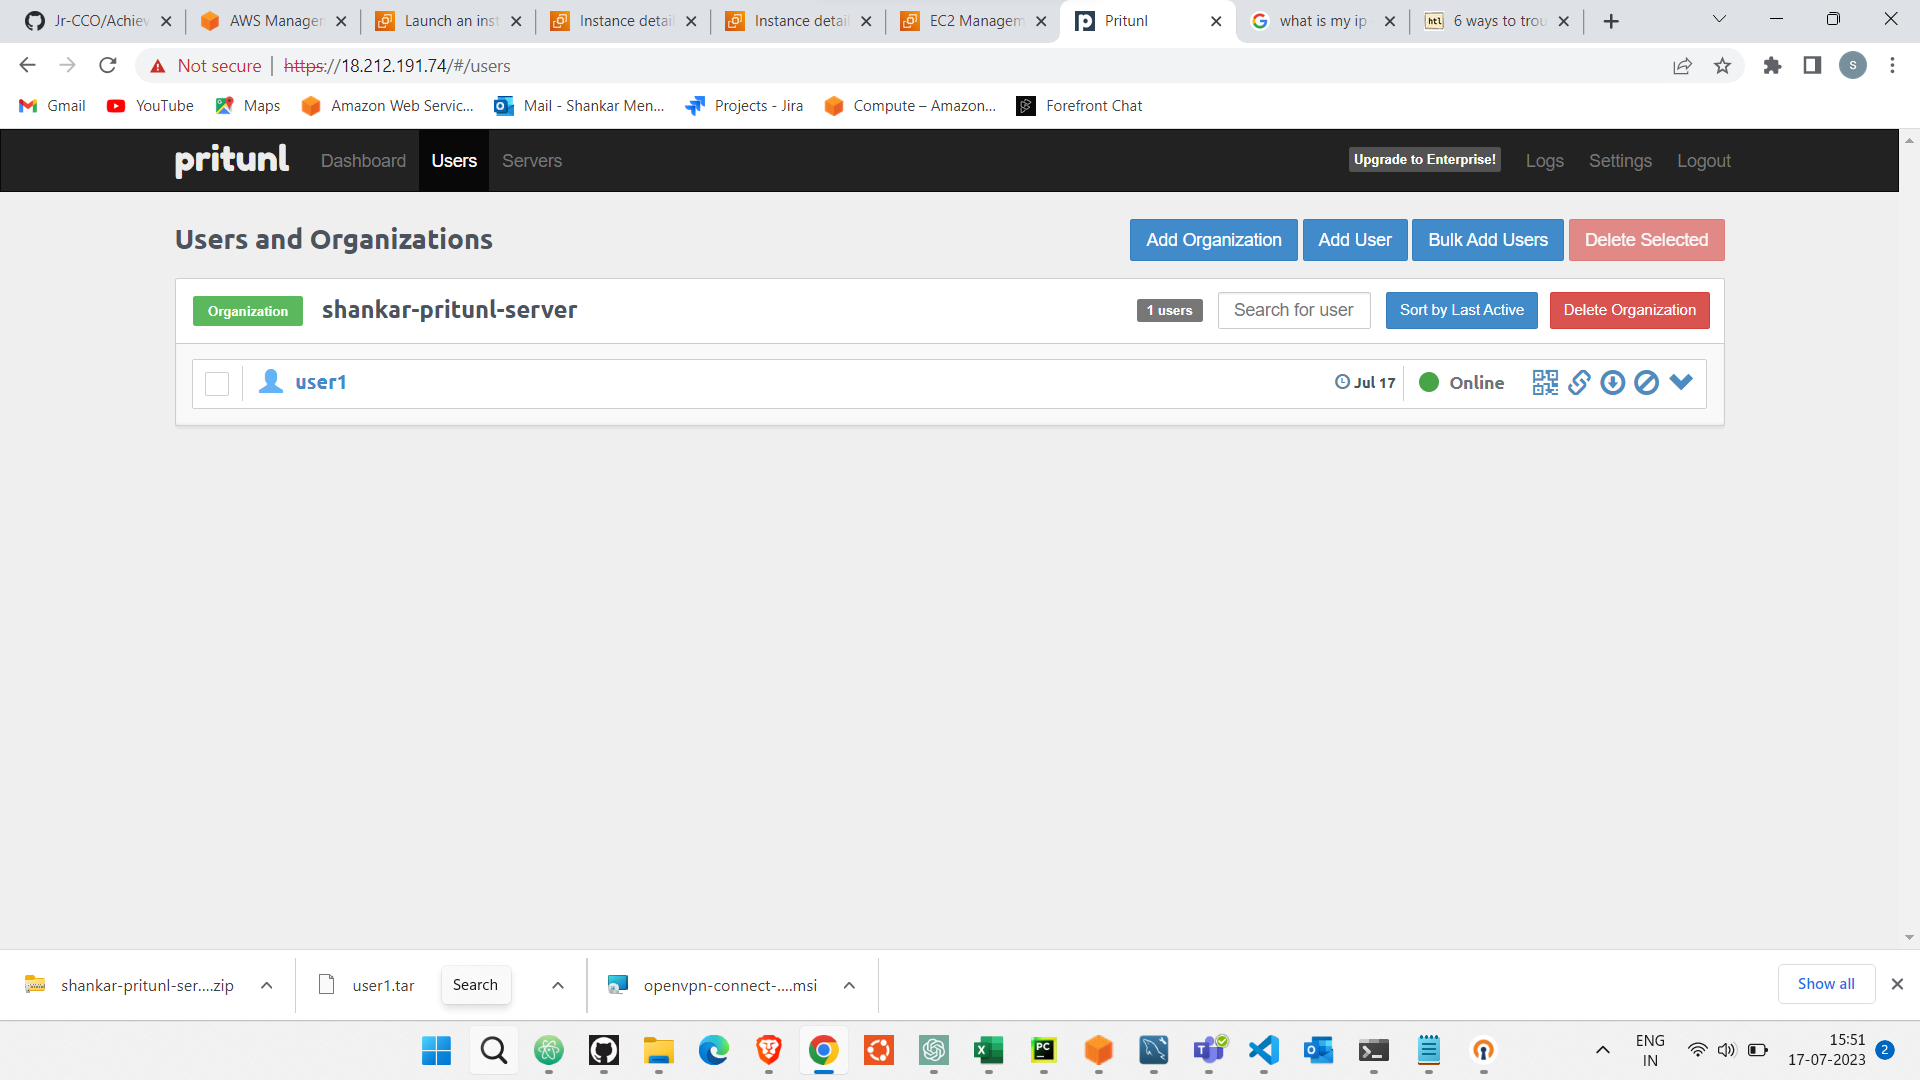 Jr-CCO/Achiev
AWS Manager
Launch an inst
Instance detail
Instance detail
EC2 Managem
Pritunl
what is my ip
6 ways to trou
Not secure
https://18.212.191.74/#/users
S
Gmail
YouTube
Maps
Amazon Web Servic...
Mail - Shankar Men...
Projects - Jira
Compute – Amazon...
Forefront Chat
pritunl
Dashboard
Users
Servers
Upgrade to Enterprise!
Logs
Settings
Logout
Users and Organizations
Add Organization
Add User
Bulk Add Users
Delete Selected
Organization
shankar-pritunl-server
1 users
Search for user
Sort by Last Active
Delete Organization
user1
Jul 17
Online
shankar-pritunl-ser....zip
user1.tar
Search
openvpn-connect-....msi
Show all
ENG
IN
15:51
17-07-2023
2